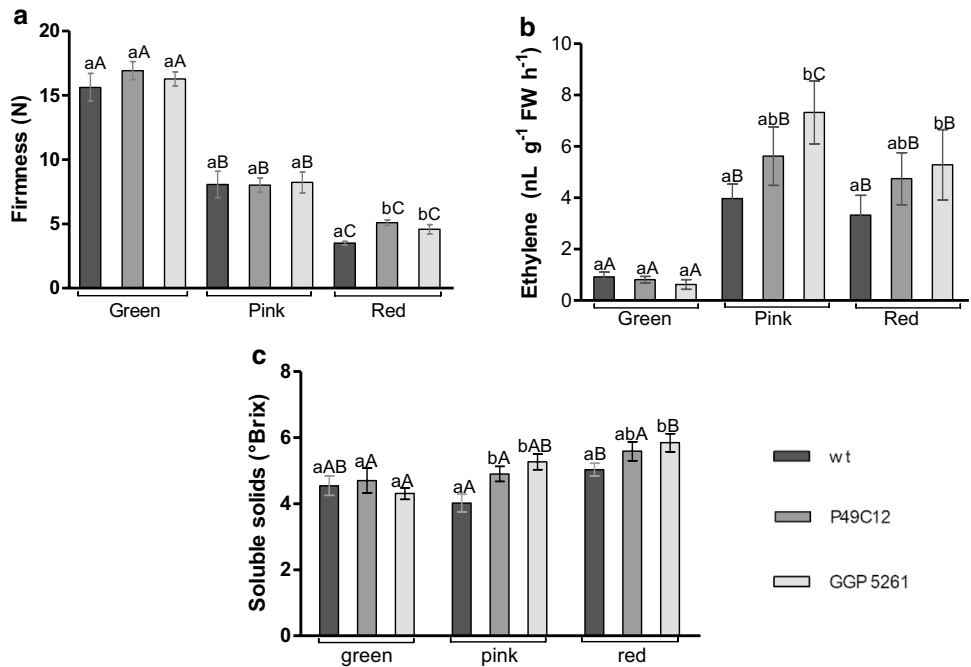 a
Firmness (N)
20
15
10
5
0
aA aA aA
aB aB aB
aC bC bC
Green Pink Red
b
Ethylene (nL g-1 FW h-1)
10
8
6
4
2
0
aA aA aA
aB abB bC
aB abB bB
Green Pink Red
c
Soluble solids (°Brix)
8
6
4
2
0
aAB aA aA
aA bA bAB
aB abA bB
green pink red
wt
P49C12
GGP 5261